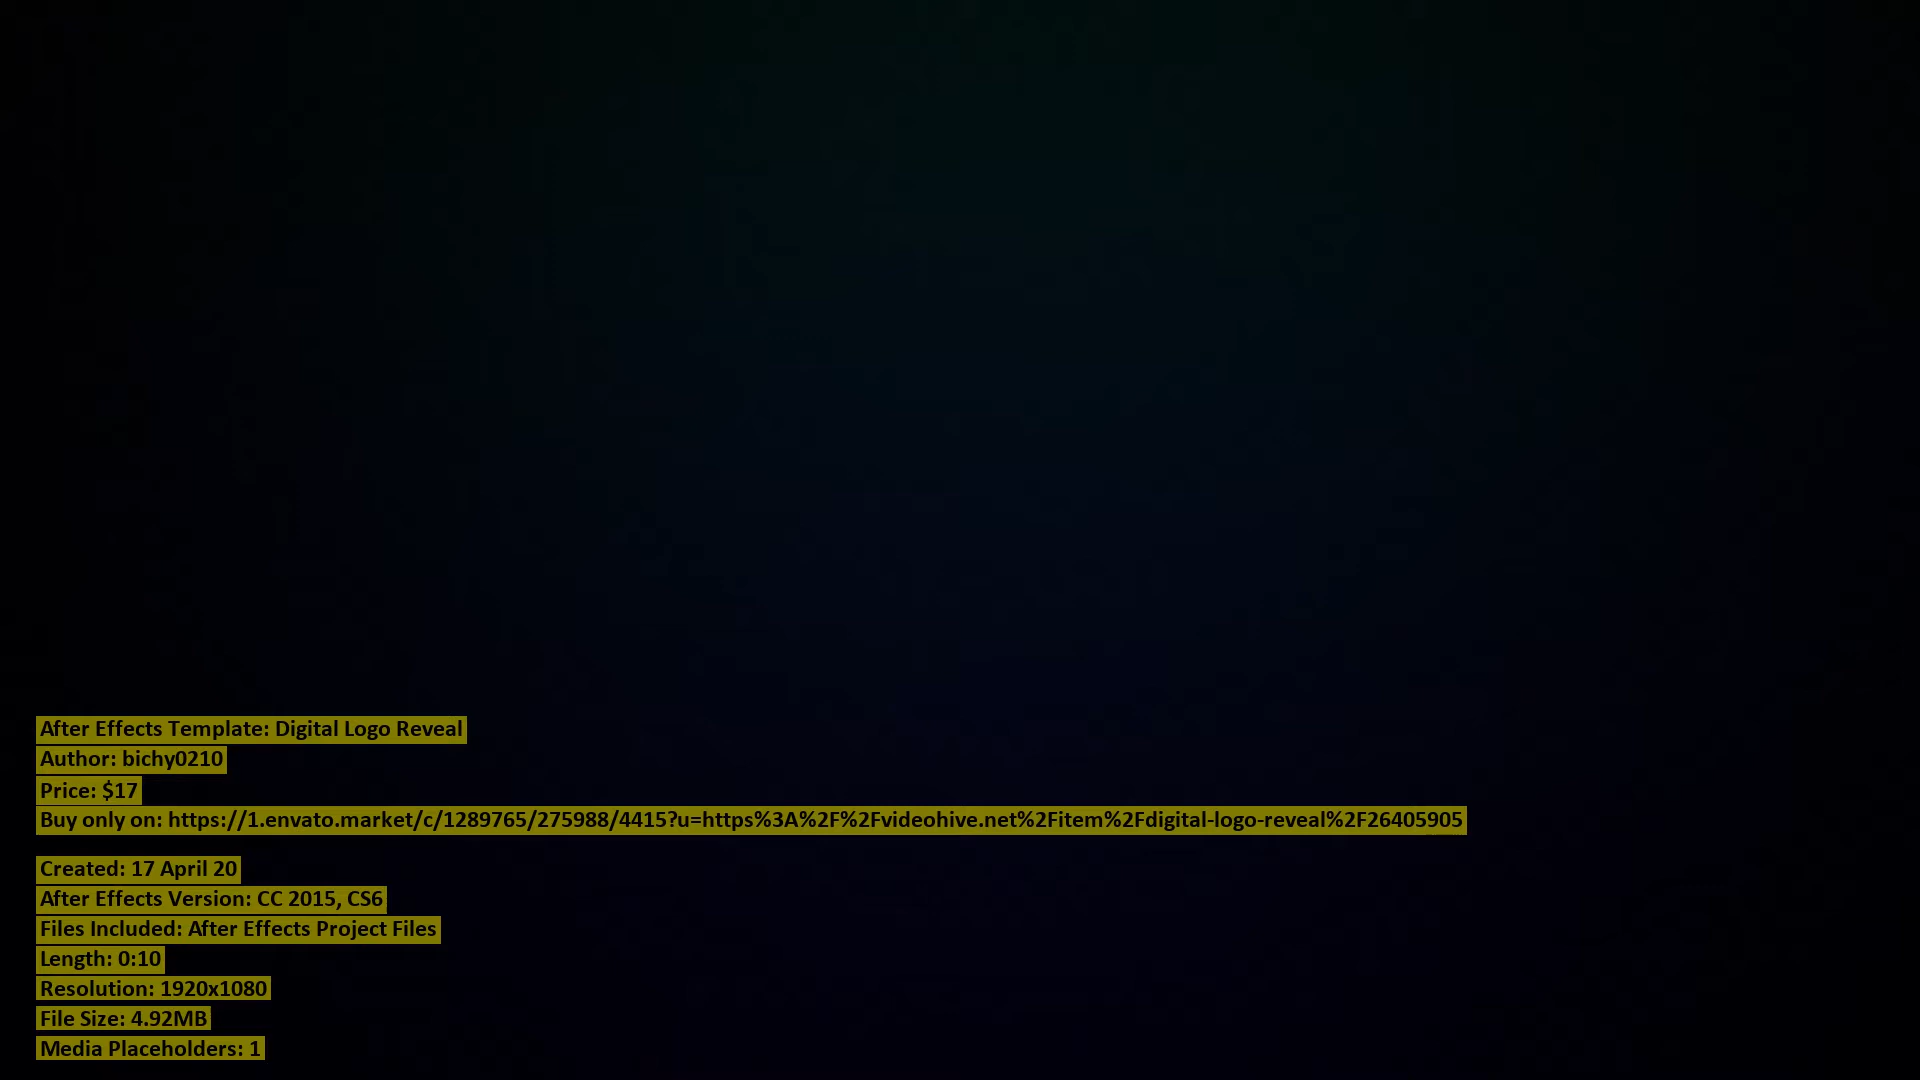 After Effects Template: Digital Logo Reveal
Author: bichy0210
Price: $17
Buy only on: https://1.envato.market/c/1289765/275988/4415?u=https%3A%2F%2Fvideohive.net%2Fitem%2Fdigital-logo-reveal%2F26405905
Created: 17 April 20
After Effects Version: CC 2015, CS6
Files Included: After Effects Project Files
Length: 0:10
Resolution: 1920x1080
File Size: 4.92MB
Media Placeholders: 1